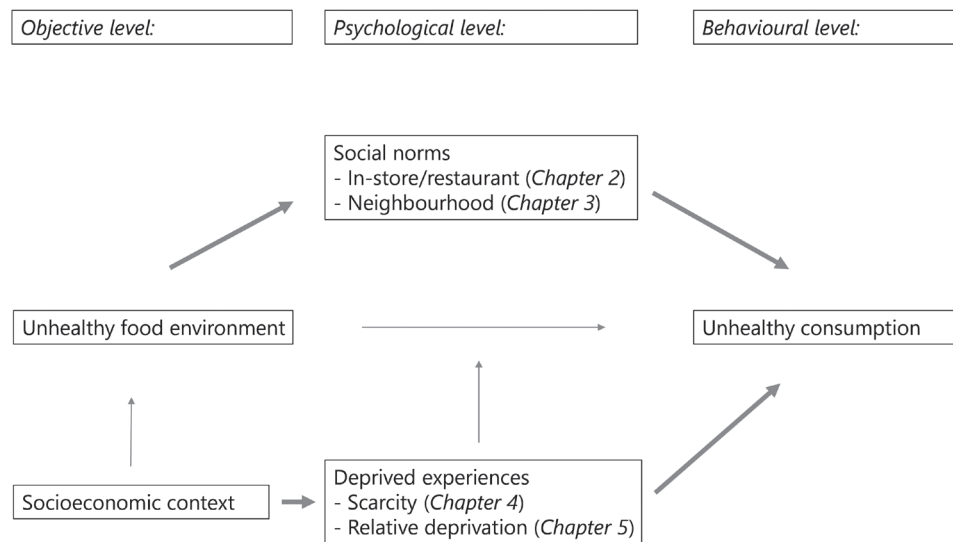 Objective level:
Psychological level:
Behavioural level:
Social norms
- In-store/restaurant (Chapter 2)
- Neighbourhood (Chapter 3)
Unhealthy food environment
Unhealthy consumption
Socioeconomic context
Deprived experiences
- Scarcity (Chapter 4)
- Relative deprivation (Chapter 5)